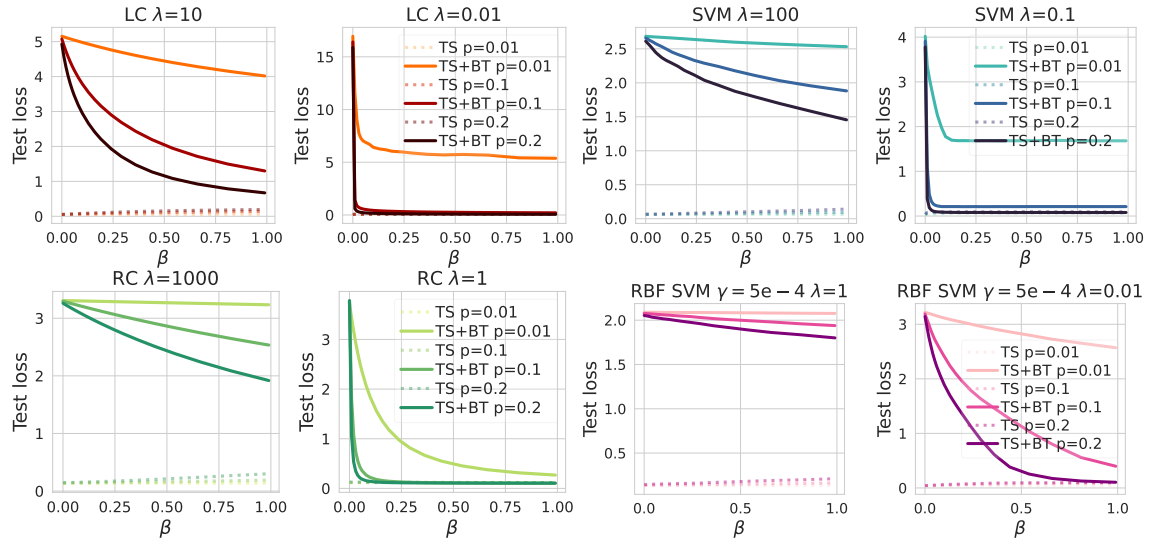 LC λ=10
Test loss
5
4
3
2
1
0
0.00 0.25 0.50 0.75 1.00
β
LC λ=0.01
Test loss
15
10
5
0
TS p=0.01
TS+BT p=0.01
TS p=0.1
TS+BT p=0.1
TS p=0.2
TS+BT p=0.2
0.00 0.25 0.50 0.75 1.00
β
SVM λ=100
Test loss
2.5
2.0
1.5
1.0
0.5
0.0
0.00 0.25 0.50 0.75 1.00
β
SVM λ=0.1
Test loss
4
3
2
1
0
TS p=0.01
TS+BT p=0.01
TS p=0.1
TS+BT p=0.1
TS p=0.2
TS+BT p=0.2
0.00 0.25 0.50 0.75 1.00
β
RC λ=1000
Test loss
3
2
1
0
0.00 0.25 0.50 0.75 1.00
β
RC λ=1
Test loss
3
2
1
0
TS p=0.01
TS+BT p=0.01
TS p=0.1
TS+BT p=0.1
TS p=0.2
TS+BT p=0.2
0.00 0.25 0.50 0.75 1.00
β
RBF SVM γ = 5e − 4 λ=1
Test loss
2.0
1.5
1.0
0.5
0.0 0.5 1.0
β
RBF SVM γ = 5e − 4 λ=0.01
Test loss
3
2
1
0
TS p=0.01
TS+BT p=0.01
TS p=0.1
TS+BT p=0.1
TS p=0.2
TS+BT p=0.2
0.0 0.5 1.0
β